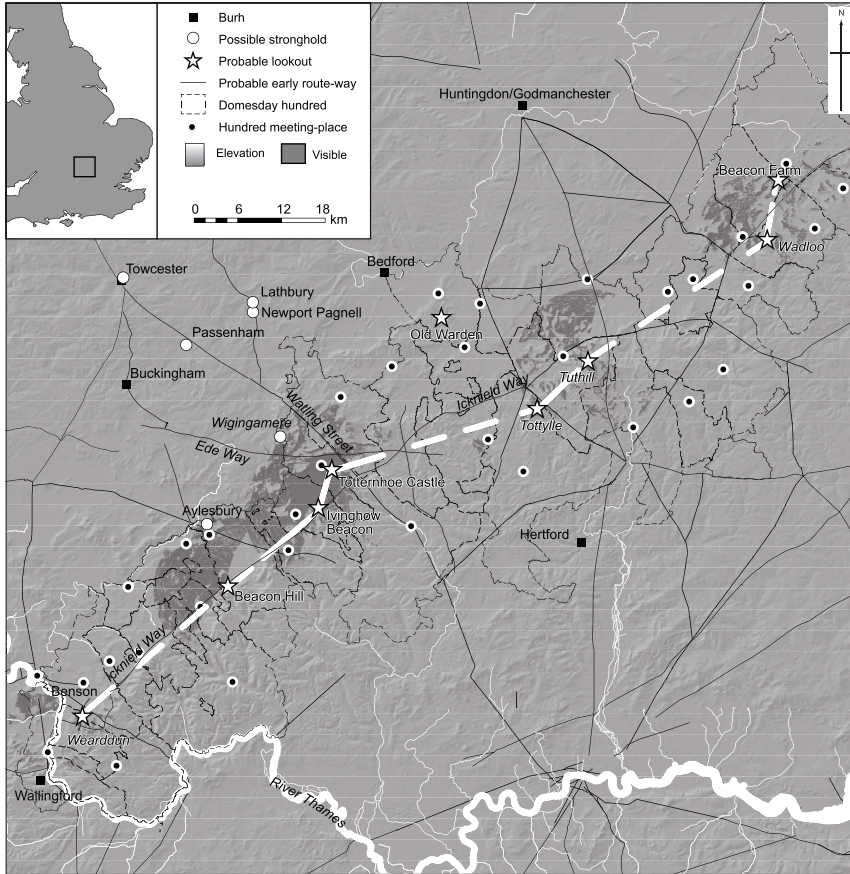 Burh
Possible stronghold
Probable lookout
Probable early route-way
Domesday hundred
Hundred meeting-place
Elevation
Visible
0 6 12 18
km
N
Huntingdon/Godmanchester
Beacon Farm
Wadloo
Bedford
Towcester
Lathbury
Newport Pagnell
Old Warden
Passenham
Buckingham
Tuthill
Icknield Way
Watling Street
Tottylle
Wigingamere
Ede Way
Totternhoe Castle
Ivinghow
Beacon
Aylesbury
Hertford
Beacon Hill
Icknield Way
Benson
Wearddun
Wallingford
River Thames